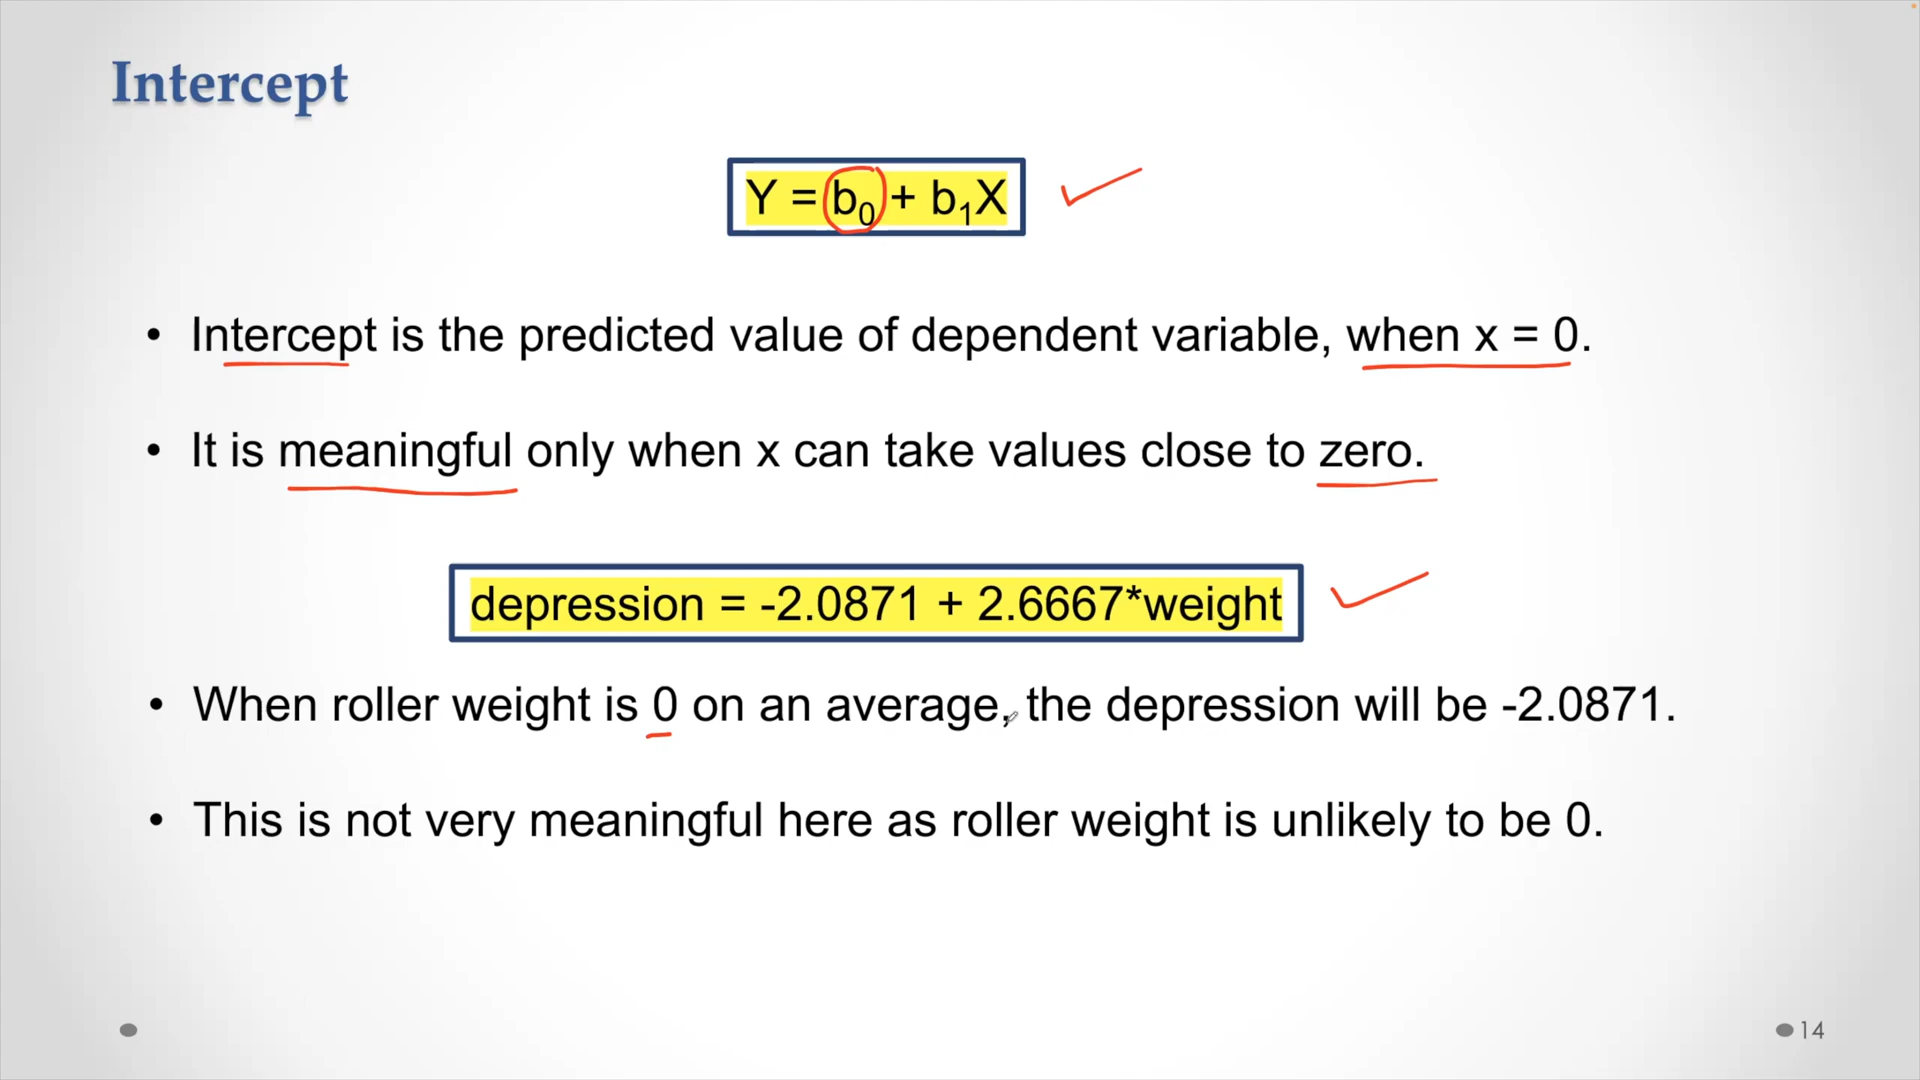 Intercept
Y = b₀ + b₁X
• Intercept is the predicted value of dependent variable, when x = 0.
• It is meaningful only when x can take values close to zero.
depression = -2.0871 + 2.6667*weight
• When roller weight is 0 on an average, the depression will be -2.0871.
• This is not very meaningful here as roller weight is unlikely to be 0.
14